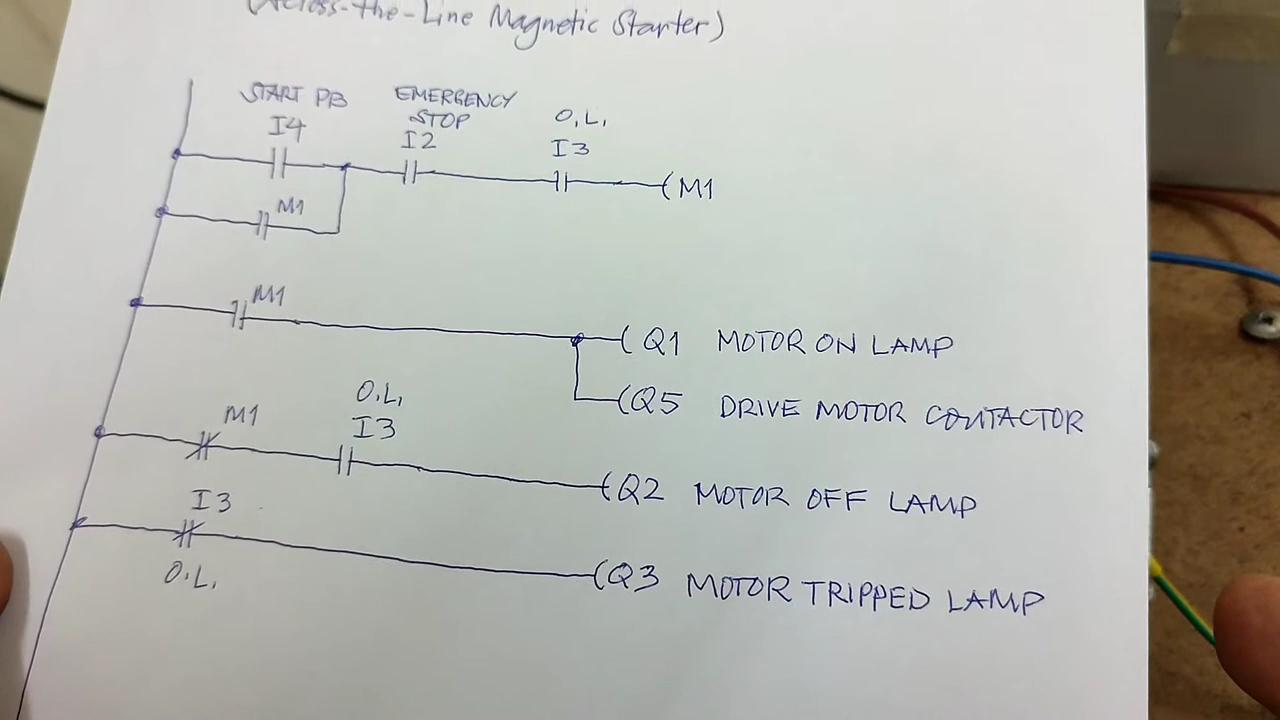 (Across-the-Line Magnetic Starter)
START PB
I4
EMERGENCY
STOP
I2
O.L.
I3
(M1
M1
M1
(Q1 MOTOR ON LAMP
(Q5 DRIVE MOTOR CONTACTOR
M1
O.L.
I3
(Q2 MOTOR OFF LAMP
I3
O.L.
(Q3 MOTOR TRIPPED LAMP